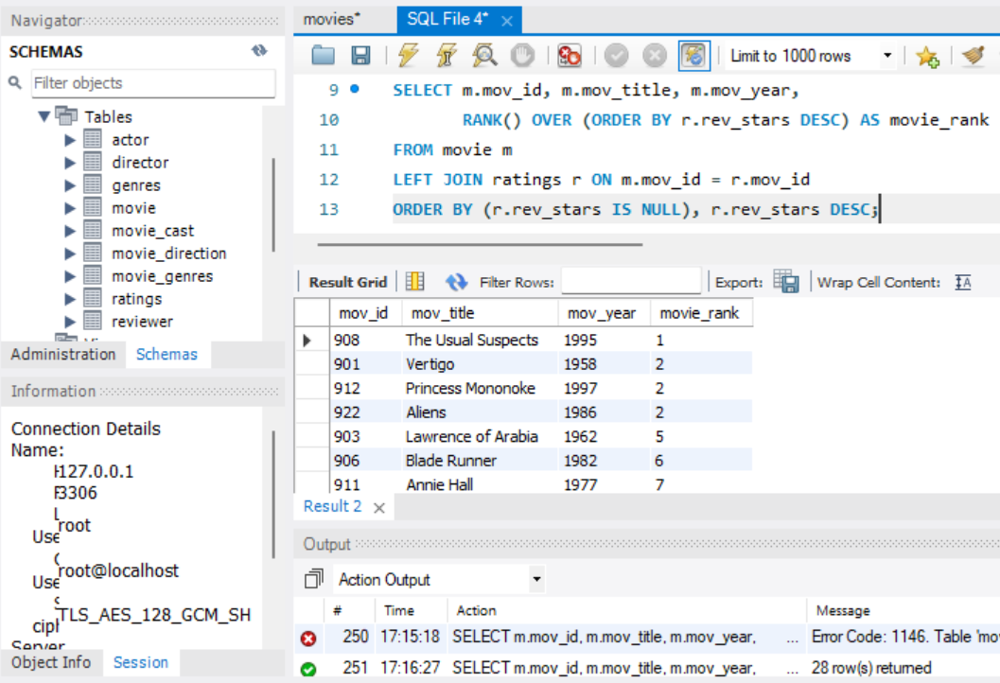 Navigator
SCHEMAS
Filter objects
Tables
actor
director
genres
movie
movie_cast
movie_direction
movie_genres
ratings
reviewer
Administration Schemas
Information
Connection Details
Name:
127.0.0.1
3306
root
Use
root@localhost
Use
TLS_AES_128_GCM_SH
ciph
Server
Object Info Session
movies* SQL File 4* ×
Limit to 1000 rows
9 SELECT m.mov_id, m.mov_title, m.mov_year,
10 RANK() OVER (ORDER BY r.rev_stars DESC) AS movie_rank
11 FROM movie m
12 LEFT JOIN ratings r ON m.mov_id = r.mov_id
13 ORDER BY (r.rev_stars IS NULL), r.rev_stars DESC;
Result Grid Filter Rows: Export: Wrap Cell Content: IA
mov_id mov_title mov_year movie_rank
908 The Usual Suspects 1995 1
901 Vertigo 1958 2
912 Princess Mononoke 1997 2
922 Aliens 1986 2
903 Lawrence of Arabia 1962 5
906 Blade Runner 1982 6
911 Annie Hall 1977 7
Result 2 ×
Output
Action Output
# Time Action Message
250 17:15:18 SELECT m.mov_id, m.mov_title, m.mov_year, ... Error Code: 1146. Table 'mov
251 17:16:27 SELECT m.mov_id, m.mov_title, m.mov_year, ... 28 row(s) returned